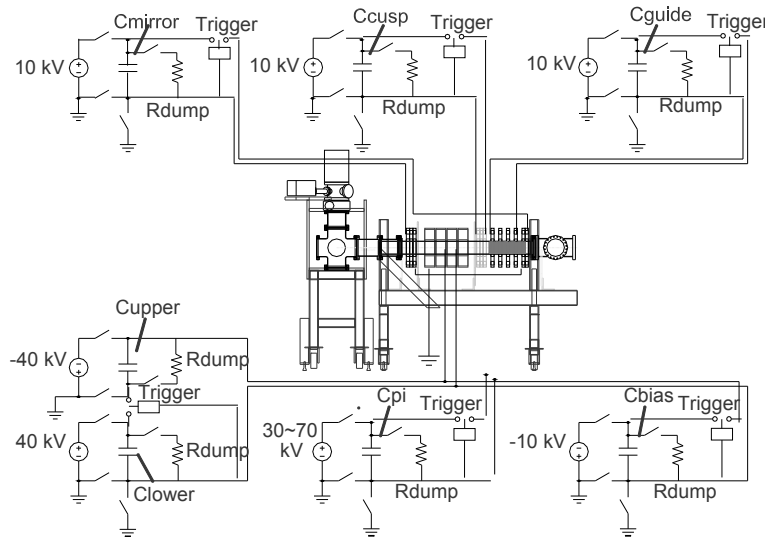 Cmirror
Trigger
10 kV
Rdump
Ccusp
Trigger
10 kV
Rdump
Cguide
Trigger
10 kV
Rdump
Cupper
-40 kV
Rdump
Trigger
40 kV
Rdump
Clower
Cpi
Trigger
30~70
kV
Rdump
Cbias
Trigger
-10 kV
Rdump